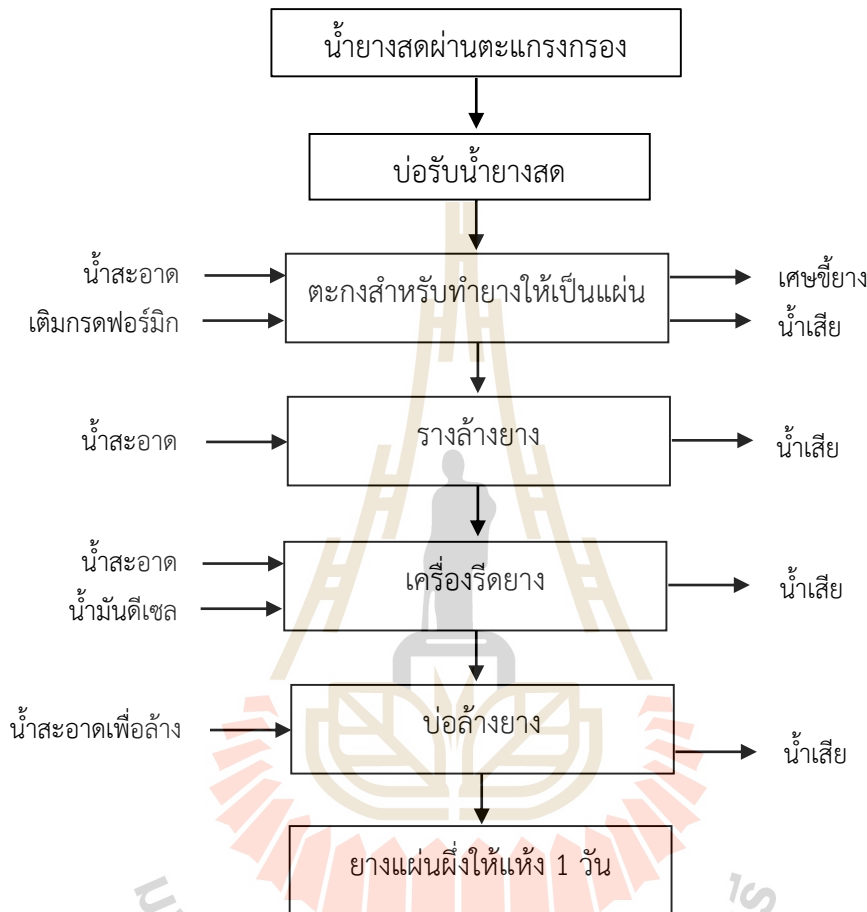 น้ำยางสดผ่านตะแกรงกรอง
บ่อรับน้ำยางสด
น้ำสะอาด
เติมกรดฟอร์มิก
ตะกงสำหรับทำยางให้เป็นแผ่น
เศษขี้ยาง
น้ำเสีย
น้ำสะอาด
รางล้างยาง
น้ำเสีย
น้ำสะอาด
น้ำมันดีเซล
เครื่องรีดยาง
น้ำเสีย
น้ำสะอาดเพื่อล้าง
บ่อล้างยาง
น้ำเสีย
ยางแผ่นผึ่งให้แห้ง 1 วัน